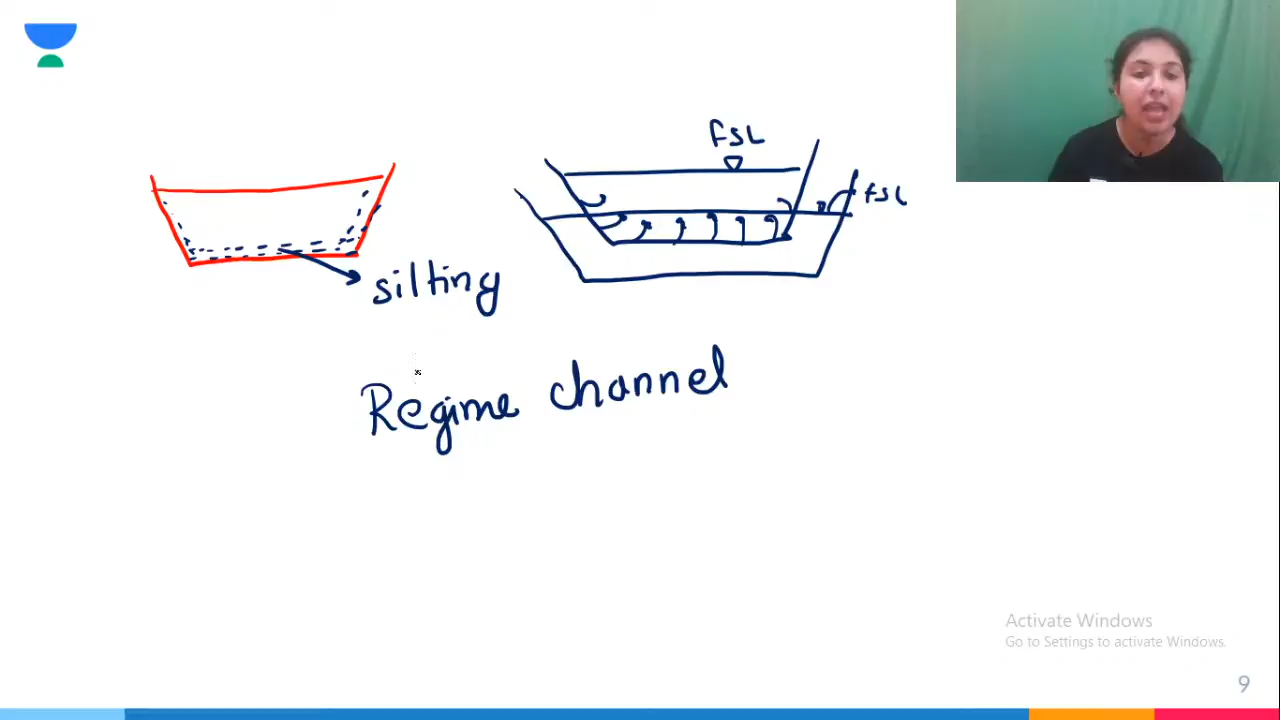 FSL
FSL
silting
Regime channel
Activate Windows
Go to Settings to activate Windows.
9